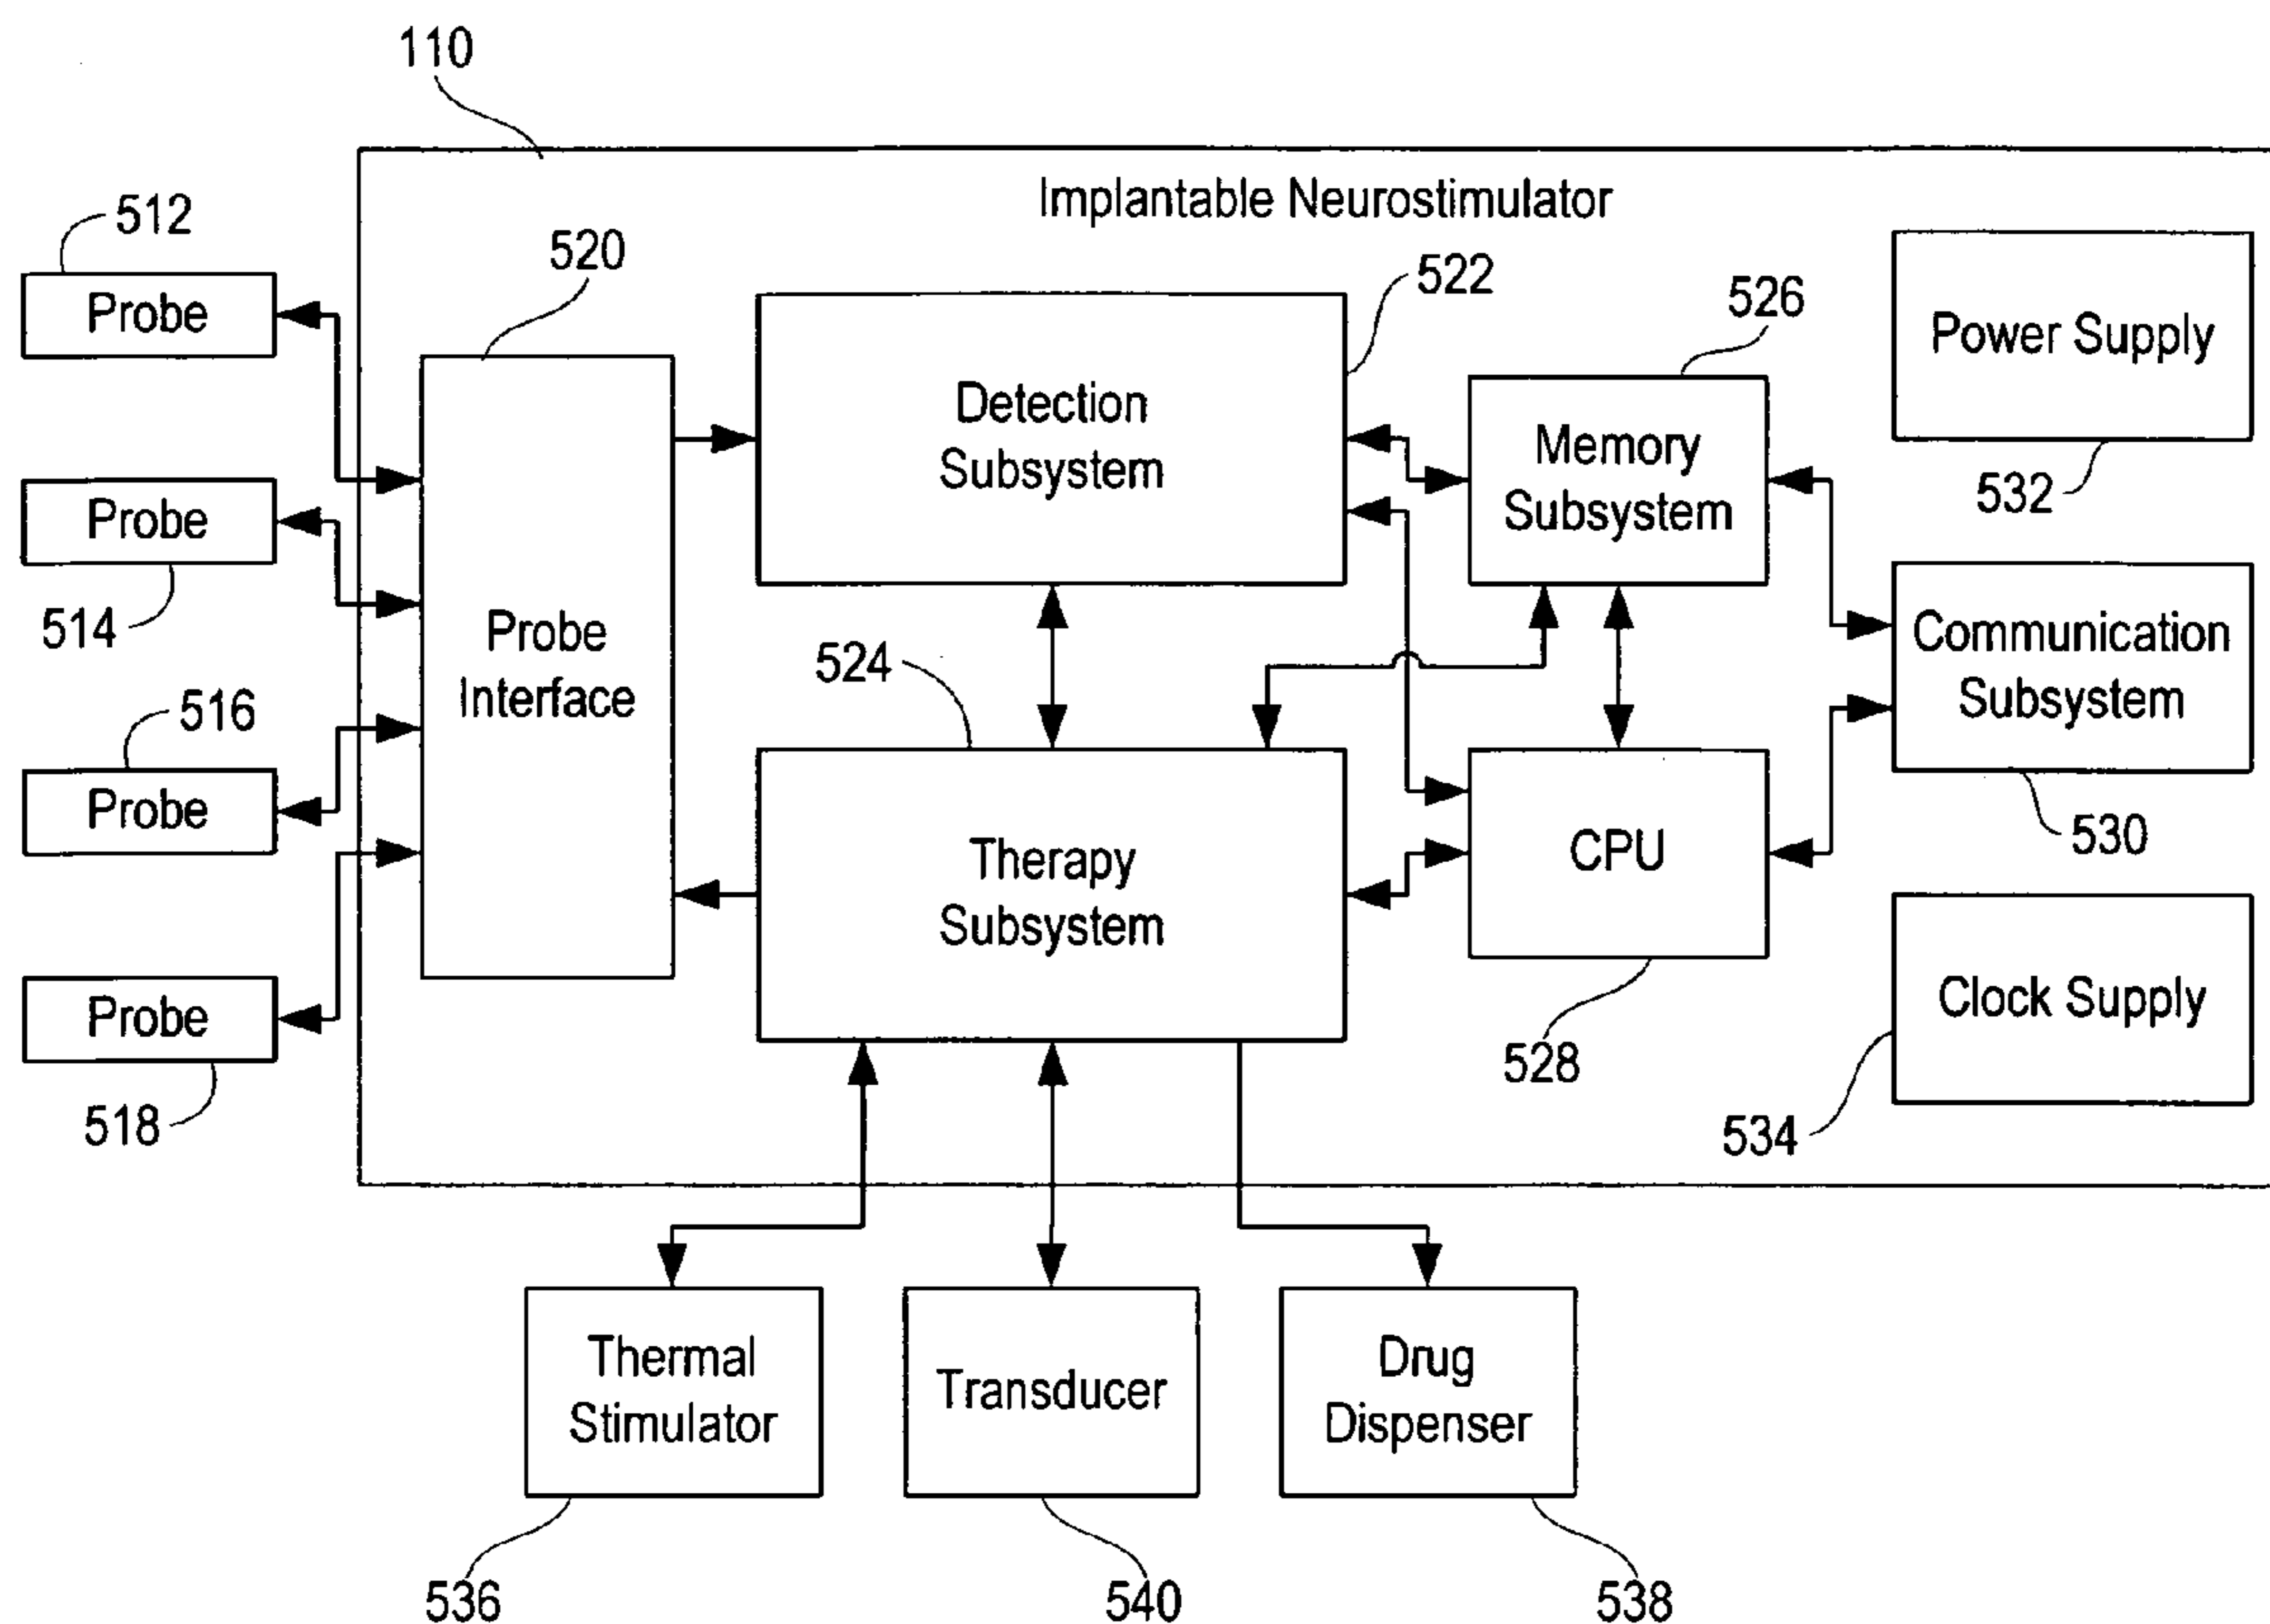 110
Implantable Neurostimulator
512
Probe
514
Probe
516
Probe
518
Probe
520
Probe
Interface
522
Detection
Subsystem
524
Therapy
Subsystem
526
Memory
Subsystem
528
CPU
Power Supply
532
Communication
Subsystem
530
Clock Supply
534
Thermal
Stimulator
536
Transducer
540
Drug
Dispenser
538